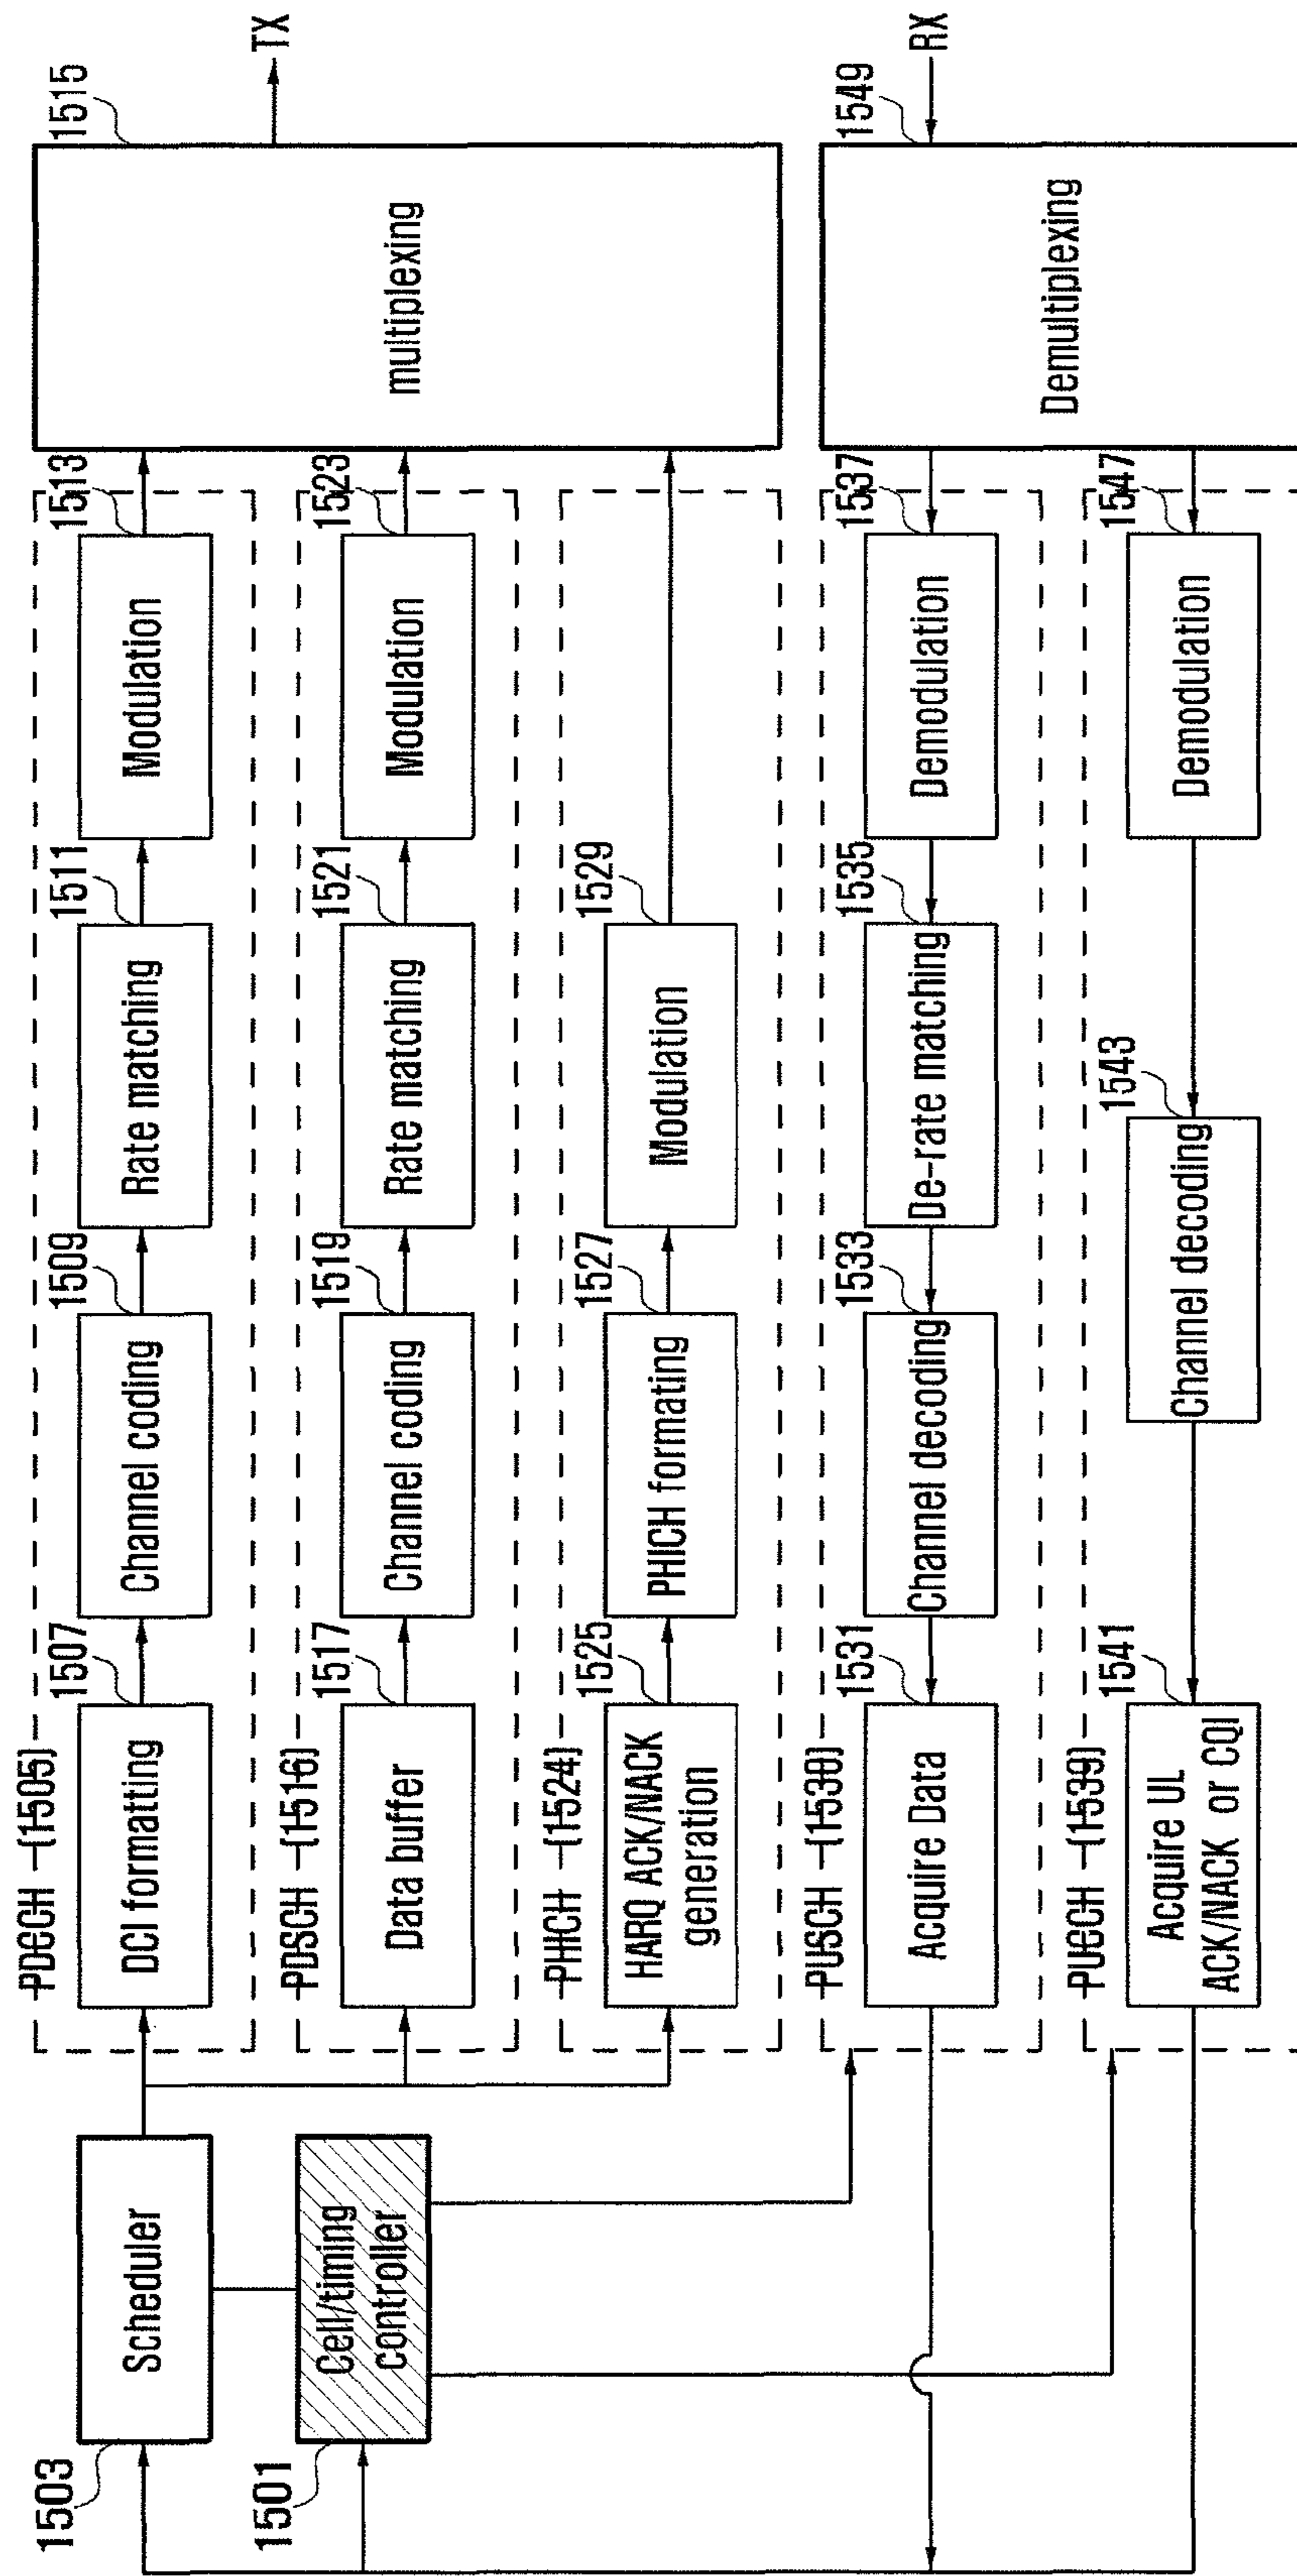 1503
Scheduler
1501
Cell/timing
controller
PDCCH (1505)
DCI formatting
1507
Channel coding
1509
Rate matching
1511
Modulation
1513
multiplexing
1515
TX
PDSCH (1516)
Data buffer
1517
Channel coding
1519
Rate matching
1521
Modulation
1523
PHICH (1524)
HARQ ACK/NACK
generation
1525
PHICH formating
1527
Modulation
1529
PUSCH (1530)
Acquire Data
1531
Channel decoding
1533
De-rate matching
1535
Demodulation
1537
Demultiplexing
1549
RX
PUCCH (1539)
Acquire UL
ACK/NACK or CQI
1541
Channel decoding
1543
Demodulation
1547